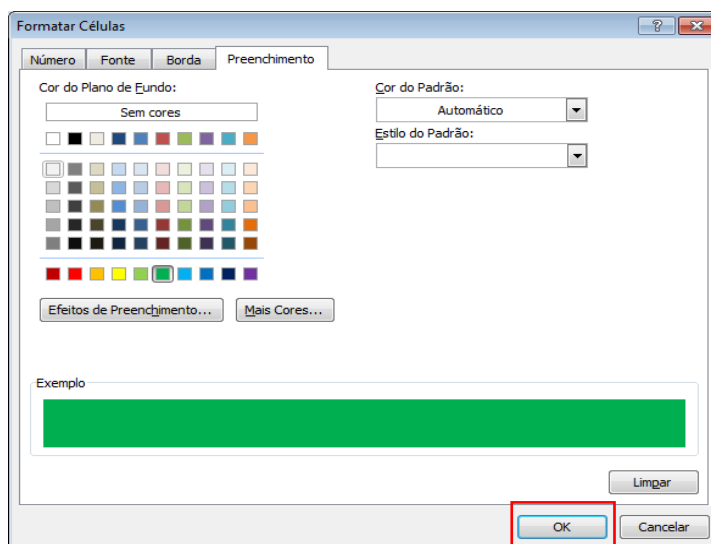 Formatar Células
Número Fonte Borda Preenchimento
Cor do Plano de Fundo:
Sem cores
Cor do Padrão:
Automático
Estilo do Padrão:
Efeitos de Preenchimento... Mais Cores...
Exemplo
Limpar
OK Cancelar